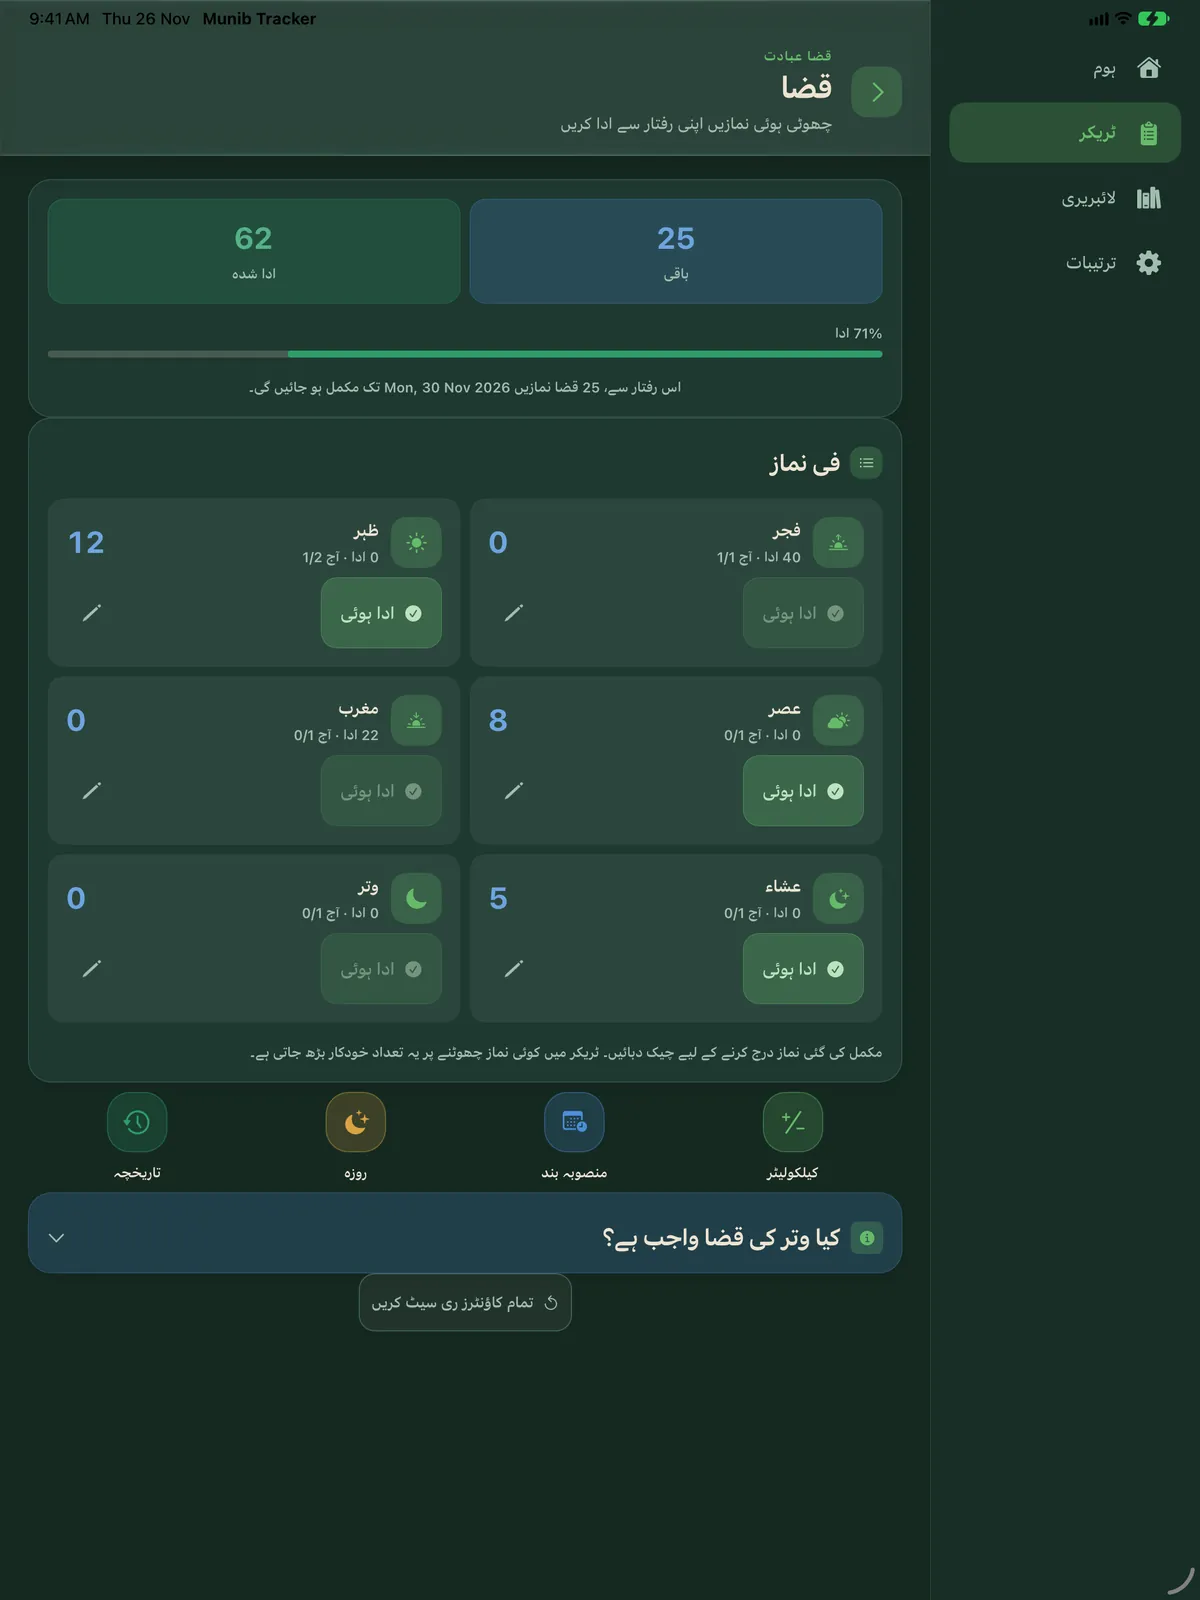 9:41 AM Thu 26 Nov Munib Tracker
ہوم
ٹریکر
لائبریری
ترتیبات
قضا عبادت
قضا
چھوٹی ہوئی نمازیں اپنی رفتار سے ادا کریں
25
باقی
62
ادا شدہ
71% ادا
اس رفتار سے، 25 قضا نمازیں Mon, 30 Nov 2026 تک مکمل ہو جائیں گی۔
فی نماز
فجر
40 ادا · آج 1/1
0
ادا ہوئی
ظہر
0 ادا · آج 1/2
12
ادا ہوئی
عصر
0 ادا · آج 0/1
8
ادا ہوئی
مغرب
22 ادا · آج 0/1
0
ادا ہوئی
عشاء
0 ادا · آج 0/1
5
ادا ہوئی
وتر
0 ادا · آج 0/1
0
ادا ہوئی
مکمل کی گئی نماز درج کرنے کے لیے چیک دبائیں۔ ٹریکر میں کوئی نماز چھوٹنے پر یہ تعداد خودکار بڑھ جاتی ہے۔
کیلکولیٹر
منصوبہ بند
روزہ
تاریخچہ
کیا وتر کی قضا واجب ہے؟
تمام کاؤنٹرز ری سیٹ کریں